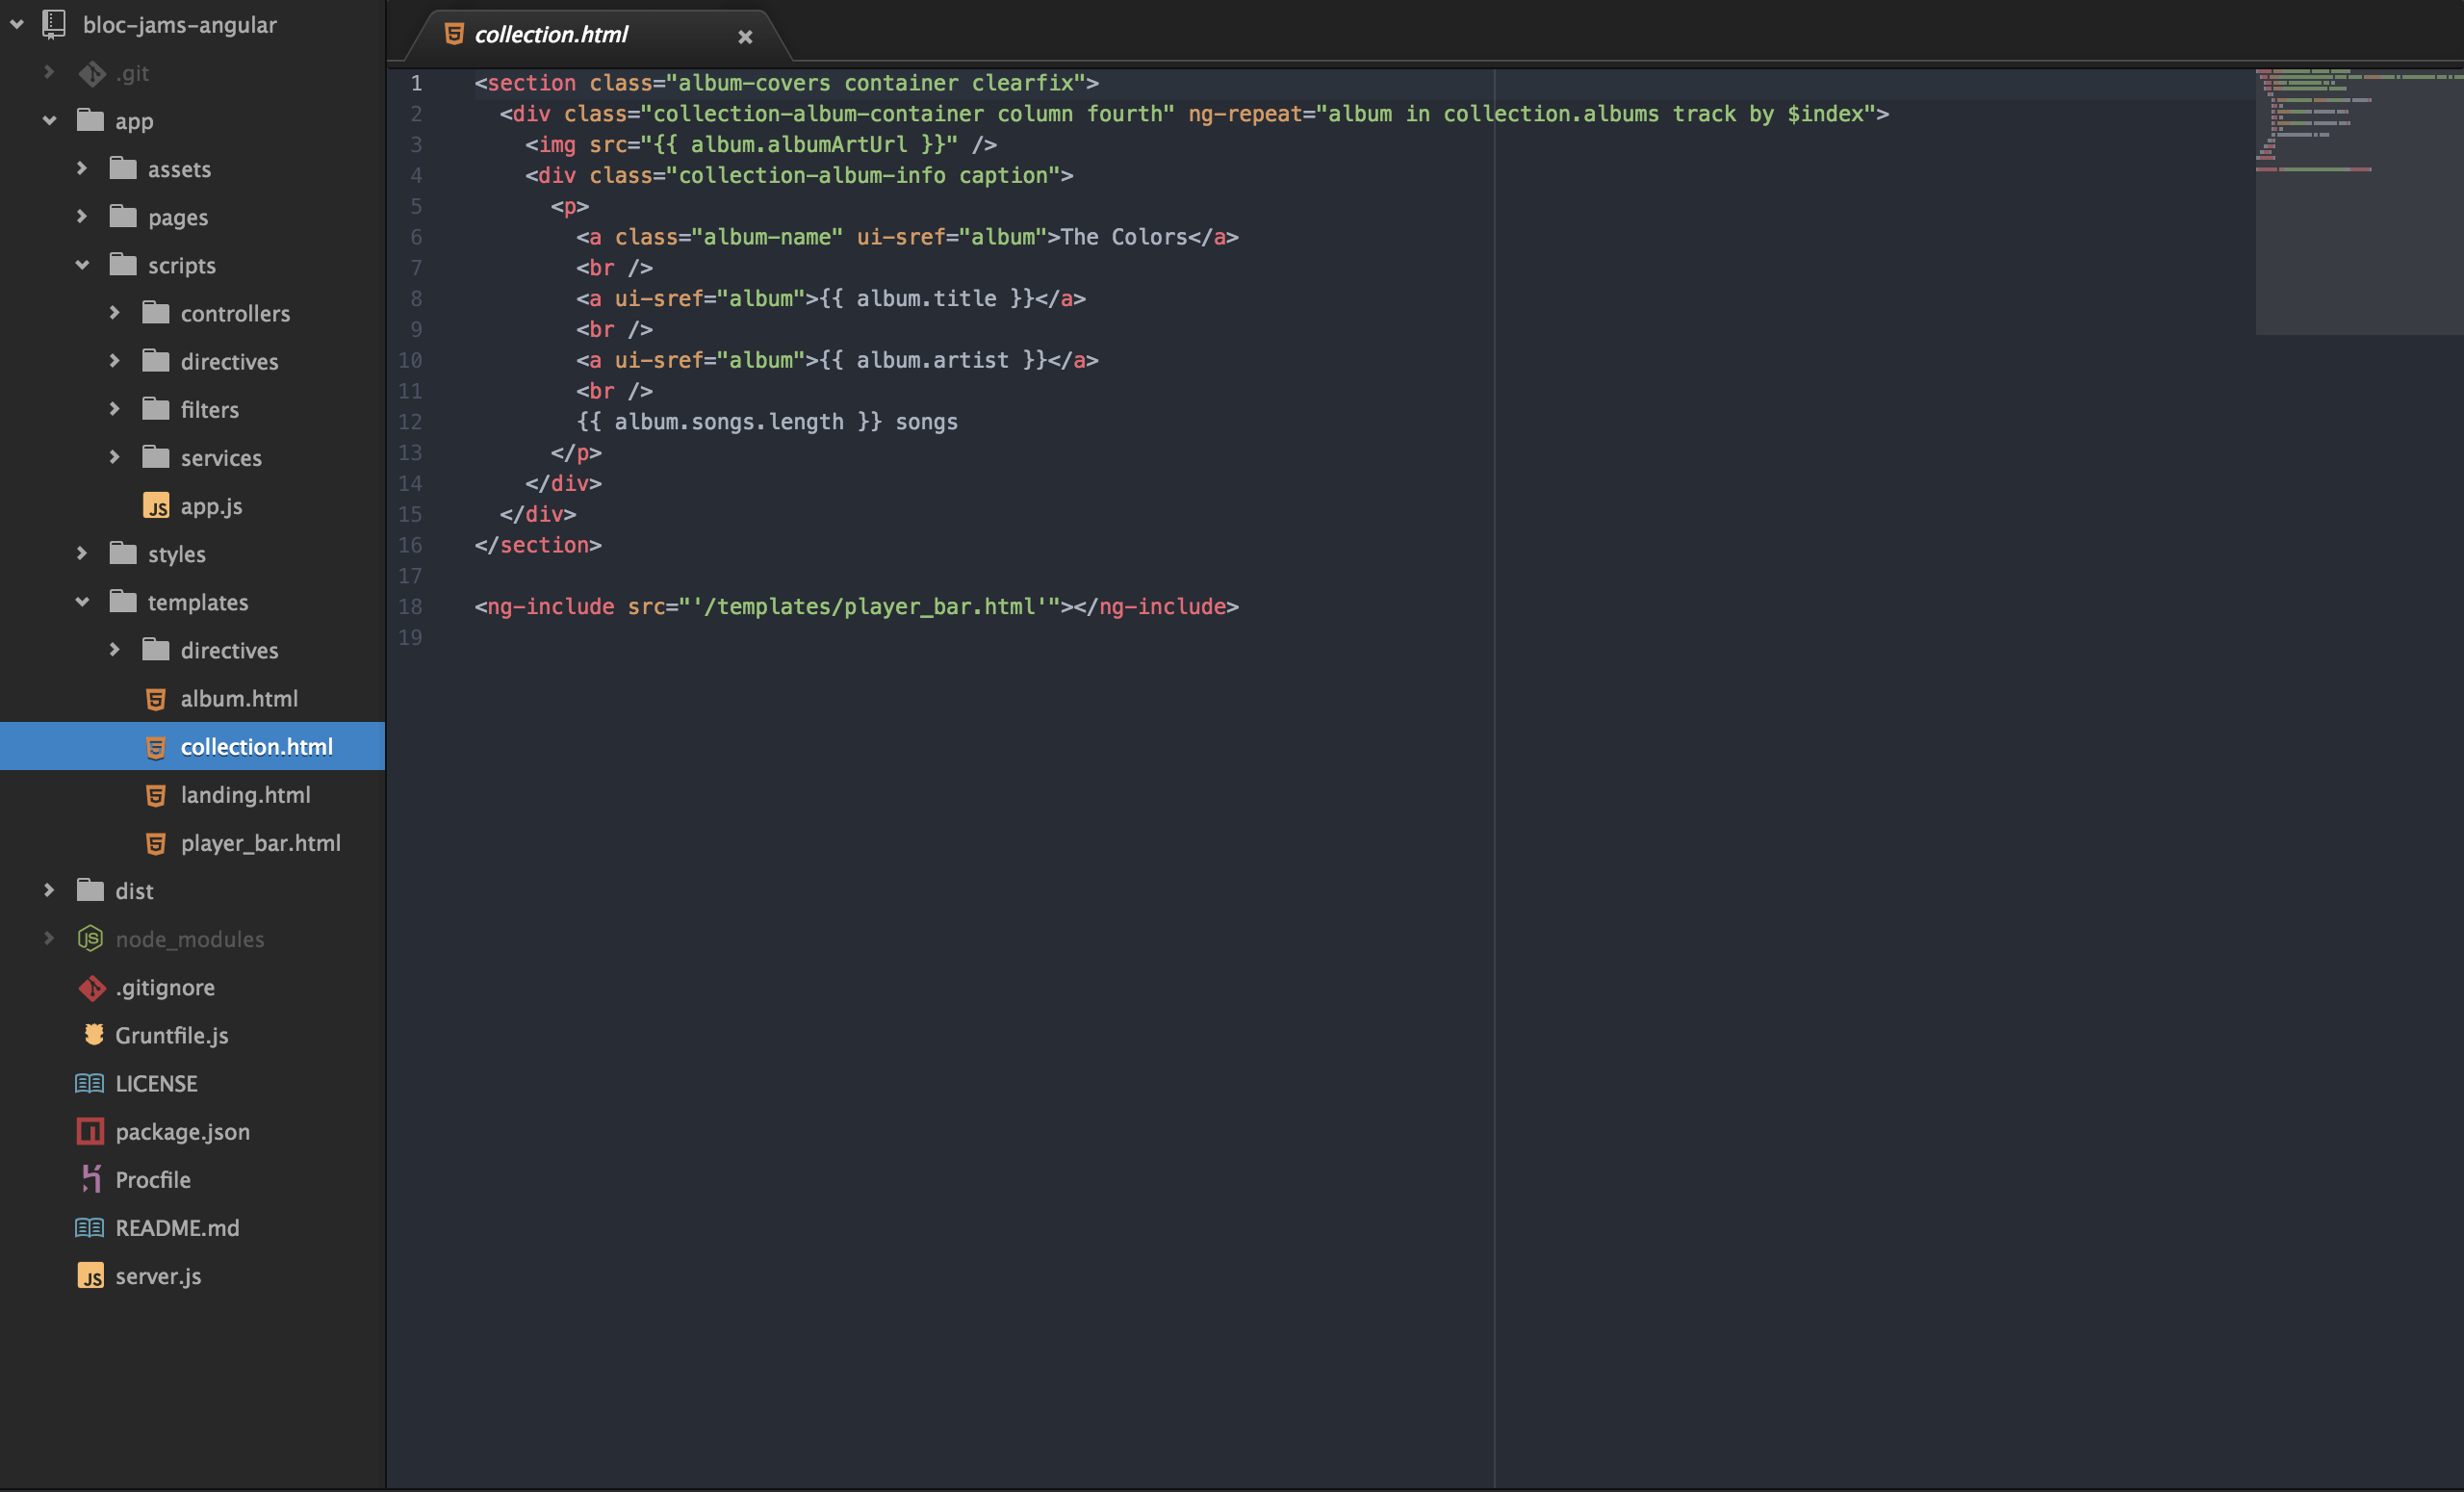 bloc-jams-angular
.git
app
assets
pages
scripts
controllers
directives
filters
services
app.js
styles
templates
directives
album.html
collection.html
landing.html
player_bar.html
dist
node_modules
.gitignore
Gruntfile.js
LICENSE
package.json
Procfile
README.md
server.js
collection.html
1 <section class="album-covers container clearfix">
2   <div class="collection-album-container column fourth" ng-repeat="album in collection.albums track by $index">
3     <img src="{{ album.albumArtUrl }}" />
4     <div class="collection-album-info caption">
5       <p>
6         <a class="album-name" ui-sref="album">The Colors</a>
7         <br />
8         <a ui-sref="album">{{ album.title }}</a>
9         <br />
10         <a ui-sref="album">{{ album.artist }}</a>
11         <br />
12         {{ album.songs.length }} songs
13       </p>
14     </div>
15   </div>
16 </section>
17
18 <ng-include src="'/templates/player_bar.html'"></ng-include>
19